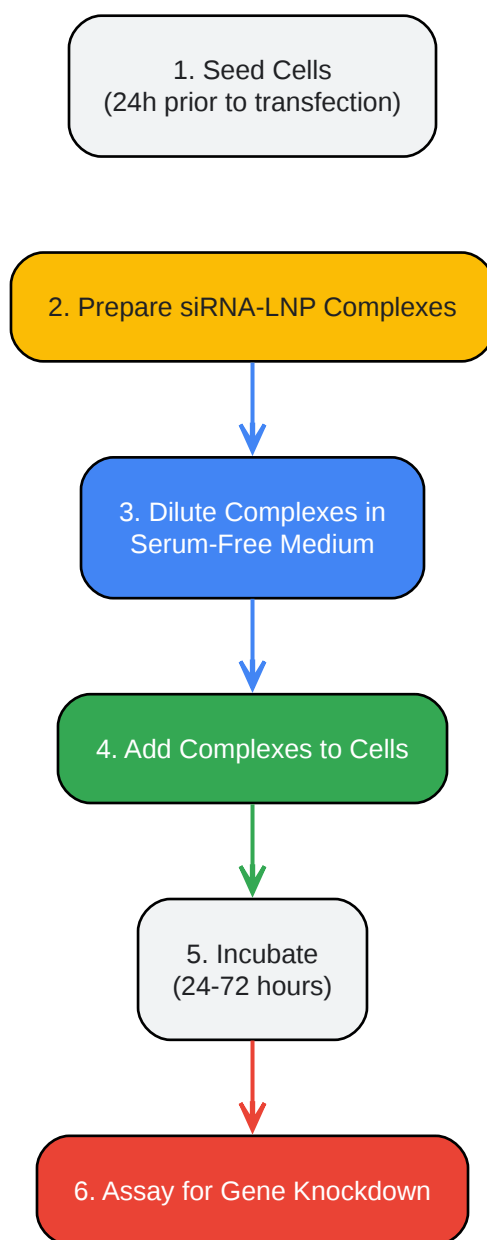 1. Seed Cells
(24h prior to transfection)
2. Prepare siRNA-LNP Complexes
3. Dilute Complexes in
Serum-Free Medium
4. Add Complexes to Cells
5. Incubate
(24-72 hours)
6. Assay for Gene Knockdown